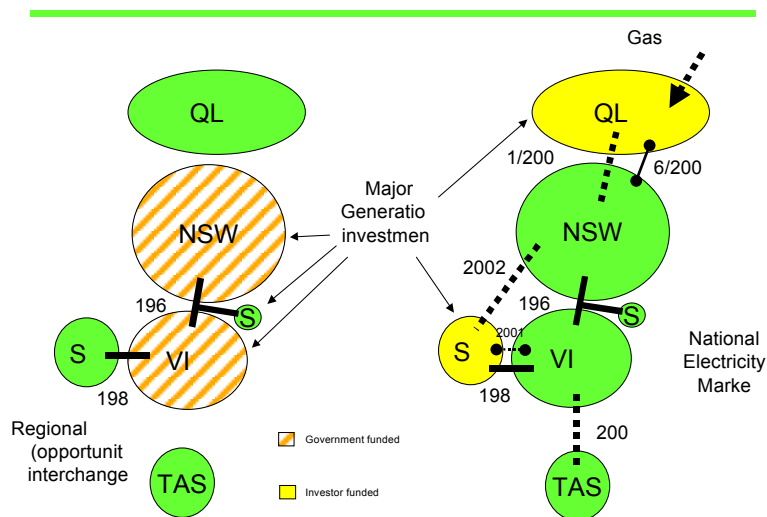 Gas
QL
QL
1/200
6/200
Major
Generatio
investmen
NSW
NSW
2002
196
S
196
S
S
VI
S
2001
VI
198
198
National
Electricity
Marke
Regional
(opportunit
interchange
Government funded
200
TAS
Investor funded
TAS